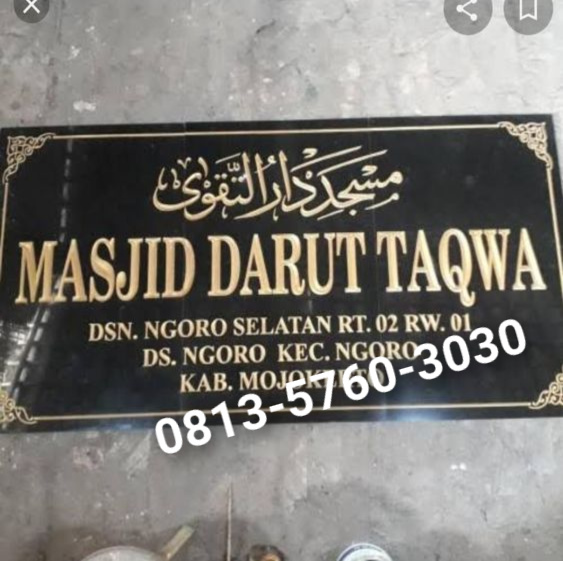 مسجد دار التقوى
MASJID DARUT TAQWA
DSN. NGORO SELATAN RT. 02 RW. 01
DS. NGORO KEC. NGORO
KAB. MOJOKERTO
0813-5760-3030